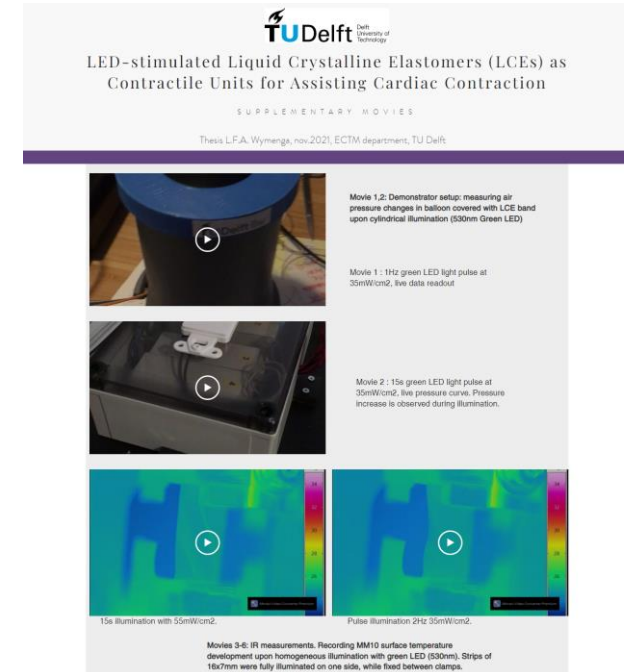 TUDelft Delft University of Technology
LED-stimulated Liquid Crystalline Elastomers (LCEs) as
Contractile Units for Assisting Cardiac Contraction
SUPPLEMENTARY MOVIES
Thesis L.F.A. Wymenga, nov.2021, ECTM department, TU Delft
Movie 1,2: Demonstrator setup: measuring air
pressure changes in balloon covered with LCE band
upon cylindrical illumination (530nm Green LED)
Movie 1 : 1Hz green LED light pulse at
35mW/cm2, live data readout
Movie 2 : 15s green LED light pulse at
35mW/cm2, live pressure curve. Pressure
increase is observed during illumination.
15s illumination with 55mW/cm2.
Pulse illumination 2Hz 35mW/cm2.
Movies 3-6: IR measurements. Recording MM10 surface temperature
development upon homogeneous illumination with green LED (530nm). Strips of
16x7mm were fully illuminated on one side, while fixed between clamps.